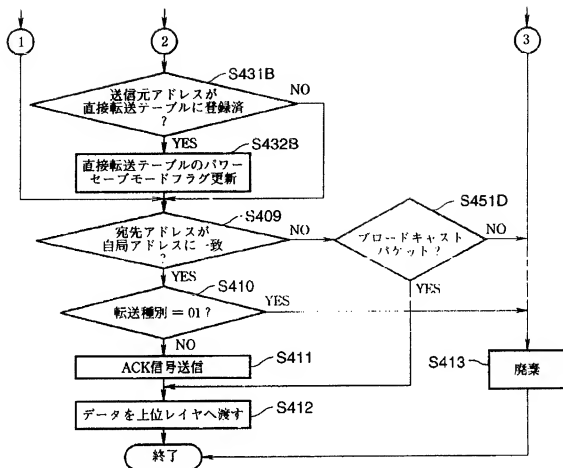 1
2
3
S431B
送信元アドレスが
直接転送テーブルに登録済
?
NO
YES
S432B
直接転送テーブルのパワー
セーブモードフラグ更新
S409
宛先アドレスが
自局アドレスに一致
?
NO
YES
S451D
ブロードキャスト
パケット?
NO
YES
S410
転送種別=01?
YES
NO
S411
ACK信号送信
S413
廃棄
S412
データを上位レイヤへ渡す
終了